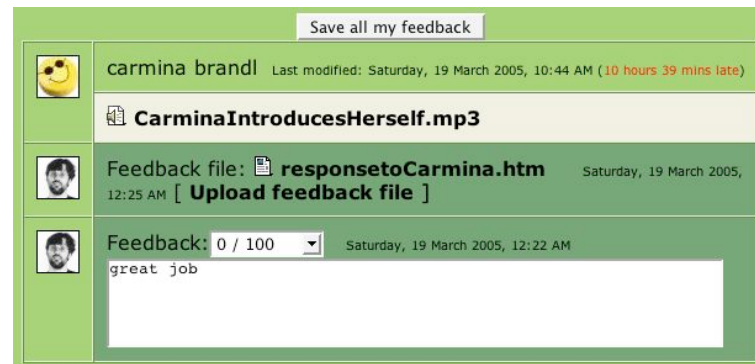 Save all my feedback
carmina brandl Last modified: Saturday, 19 March 2005, 10:44 AM (10 hours 39 mins late)
CarminaIntroducesHerself.mp3
Feedback file: responsetoCarmina.htm Saturday, 19 March 2005,
12:25 AM [ Upload feedback file ]
Feedback: 0 / 100 Saturday, 19 March 2005, 12:22 AM
great job